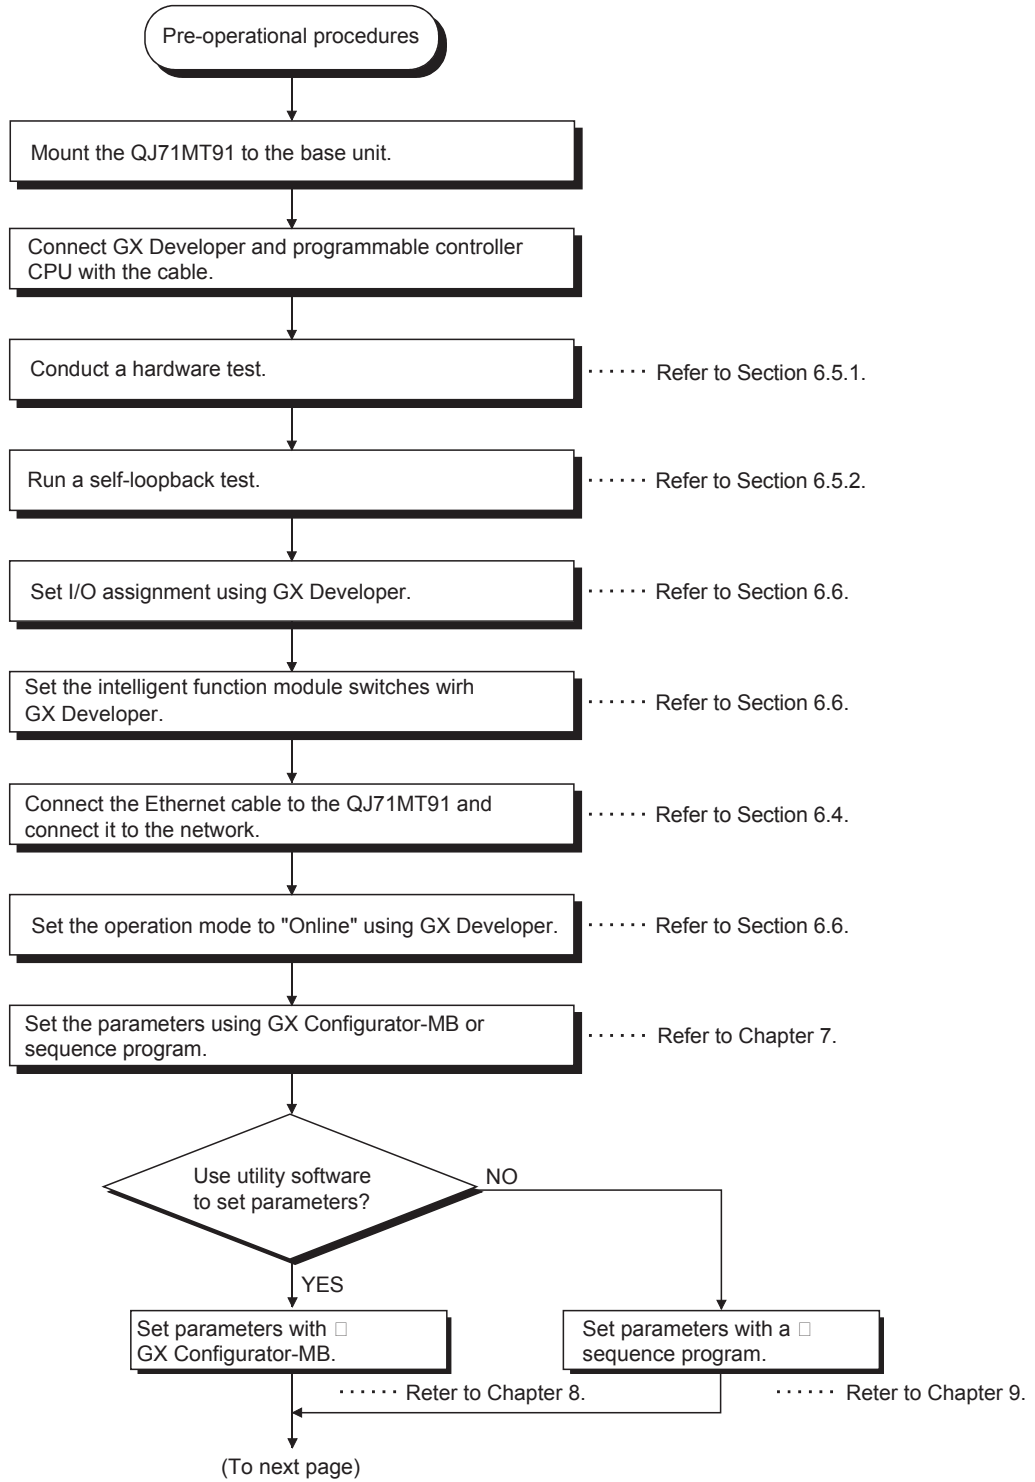 Pre-operational procedures
Mount the QJ71MT91 to the base unit.
Connect GX Developer and programmable controller
CPU with the cable.
Conduct a hardware test.
······ Refer to Section 6.5.1.
Run a self-loopback test.
······ Refer to Section 6.5.2.
Set I/O assignment using GX Developer.
······ Refer to Section 6.6.
Set the intelligent function module switches wirh
GX Developer.
······ Refer to Section 6.6.
Connect the Ethernet cable to the QJ71MT91 and
connect it to the network.
······ Refer to Section 6.4.
Set the operation mode to "Online" using GX Developer.
······ Refer to Section 6.6.
Set the parameters using GX Configurator-MB or
sequence program.
······ Refer to Chapter 7.
Use utility software
to set parameters?
NO
YES
Set parameters with □
GX Configurator-MB.
Set parameters with a □
sequence program.
······ Reter to Chapter 8.
······ Reter to Chapter 9.
(To next page)